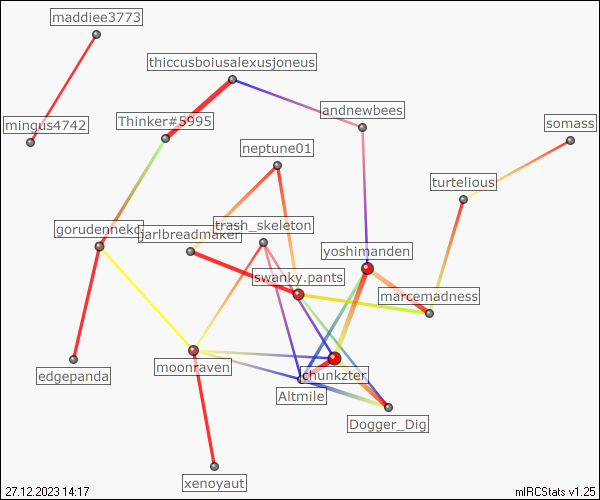 maddiee3773
thiccusboiusalexusjoneus
andnewbees
mingus4742
Thinker#5995
somass
neptune01
turtelious
gorudenneko
jarlbreadmaker
trash_skeleton
yoshimanden
swanky.pants
marcemadness
moonraven
edgepanda
chunkzter
Altmile
Dogger_Dig
xenoyaut
27.12.2023 14:17
mIRCStats v1.25